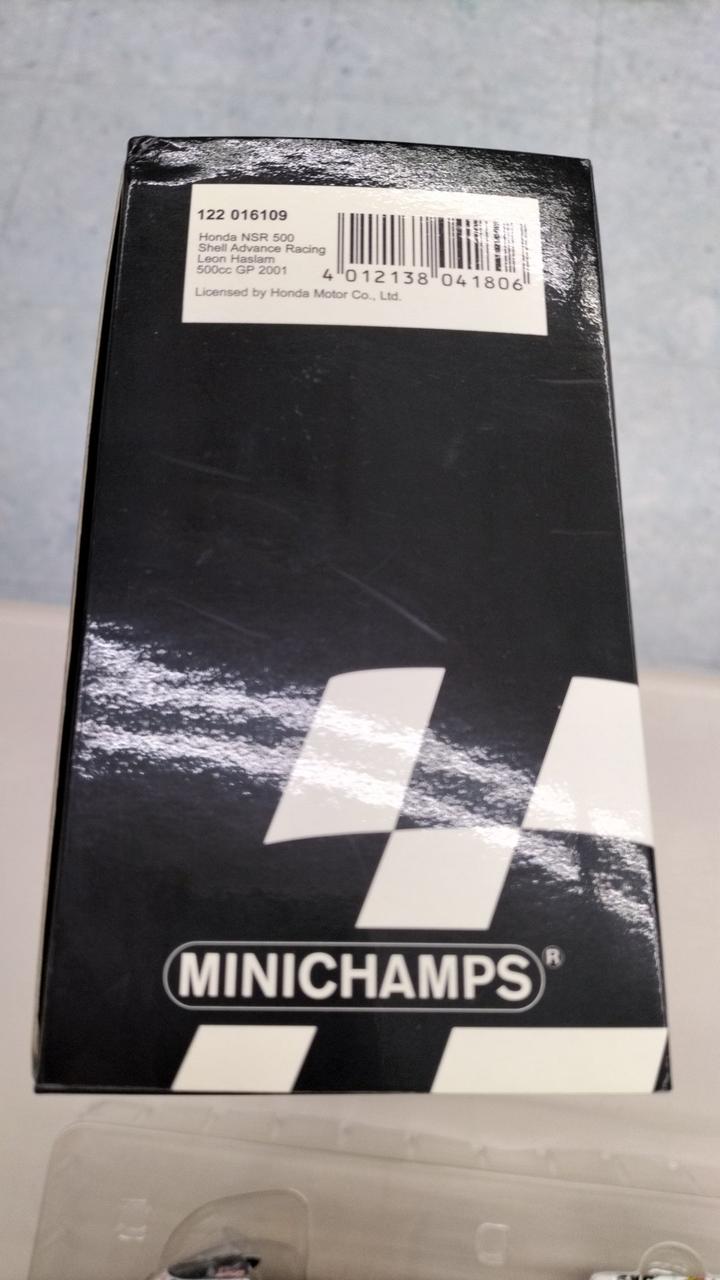 122 016109
Honda NSR 500
Shell Advance Racing
Leon Haslam
500cc GP 2001
4 012138 041806
Licensed by Honda Motor Co., Ltd.
MINICHAMPS®